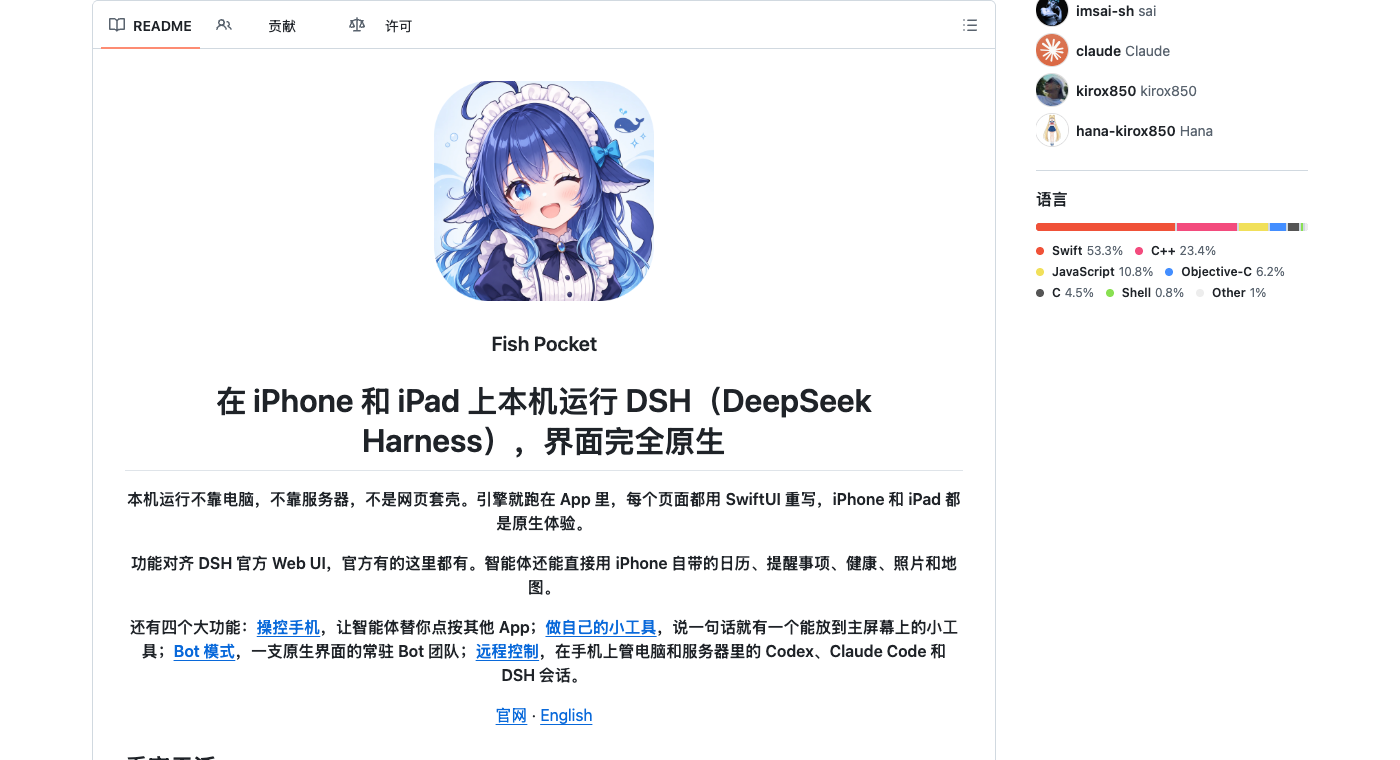 README
贡献
许可
Fish Pocket
在 iPhone 和 iPad 上本机运行 DSH（DeepSeek
Harness），界面完全原生
本机运行不靠电脑，不靠服务器，不是网页套壳。引擎就跑在 App 里，每个页面都用 SwiftUI 重写，iPhone 和 iPad 都
是原生体验。
功能对齐 DSH 官方 Web UI，官方有的这里都有。智能体还能直接用 iPhone 自带的日历、提醒事项、健康、照片和地
图。
还有四个大功能：操控手机，让智能体替你点按其他 App；做自己的小工具，说一句话就有一个能放到主屏幕上的小工
具；Bot 模式，一支原生界面的常驻 Bot 团队；远程控制，在手机上管电脑和服务器里的 Codex、Claude Code 和
DSH 会话。
官网 · English
imsai-sh sai
claude Claude
kirox850 kirox850
hana-kirox850 Hana
语言
Swift 53.3% C++ 23.4%
JavaScript 10.8% Objective-C 6.2%
C 4.5% Shell 0.8% Other 1%